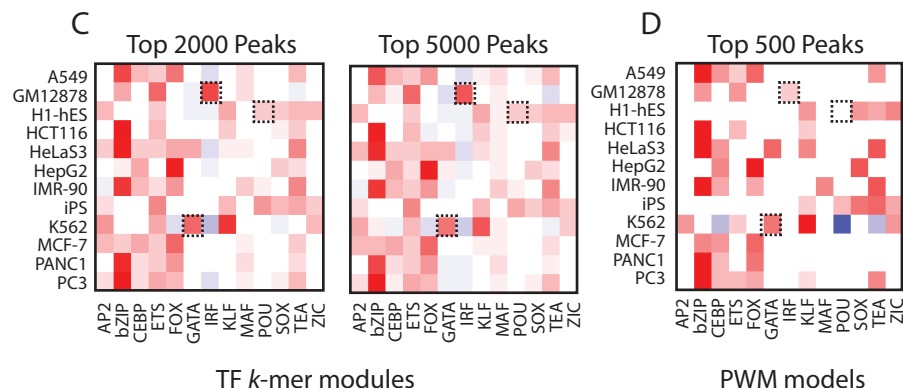 C
D
Top 2000 Peaks
Top 5000 Peaks
Top 500 Peaks
A549
GM12878
H1-hES
HCT116
HeLaS3
HepG2
IMR-90
iPS
K562
MCF-7
PANC1
PC3
A549
GM12878
H1-hES
HCT116
HeLaS3
HepG2
IMR-90
iPS
K562
MCF-7
PANC1
PC3
AP2
bZIP
CEBP
ETS
FOX
GATA
IRF
KLF
MAF
POU
SOX
TEA
ZIC
AP2
bZIP
CEBP
ETS
FOX
GATA
IRF
KLF
MAF
POU
SOX
TEA
ZIC
AP2
bZIP
CEBP
ETS
FOX
GATA
IRF
KLF
MAF
POU
SOX
TEA
ZIC
TF k-mer modules
PWM models